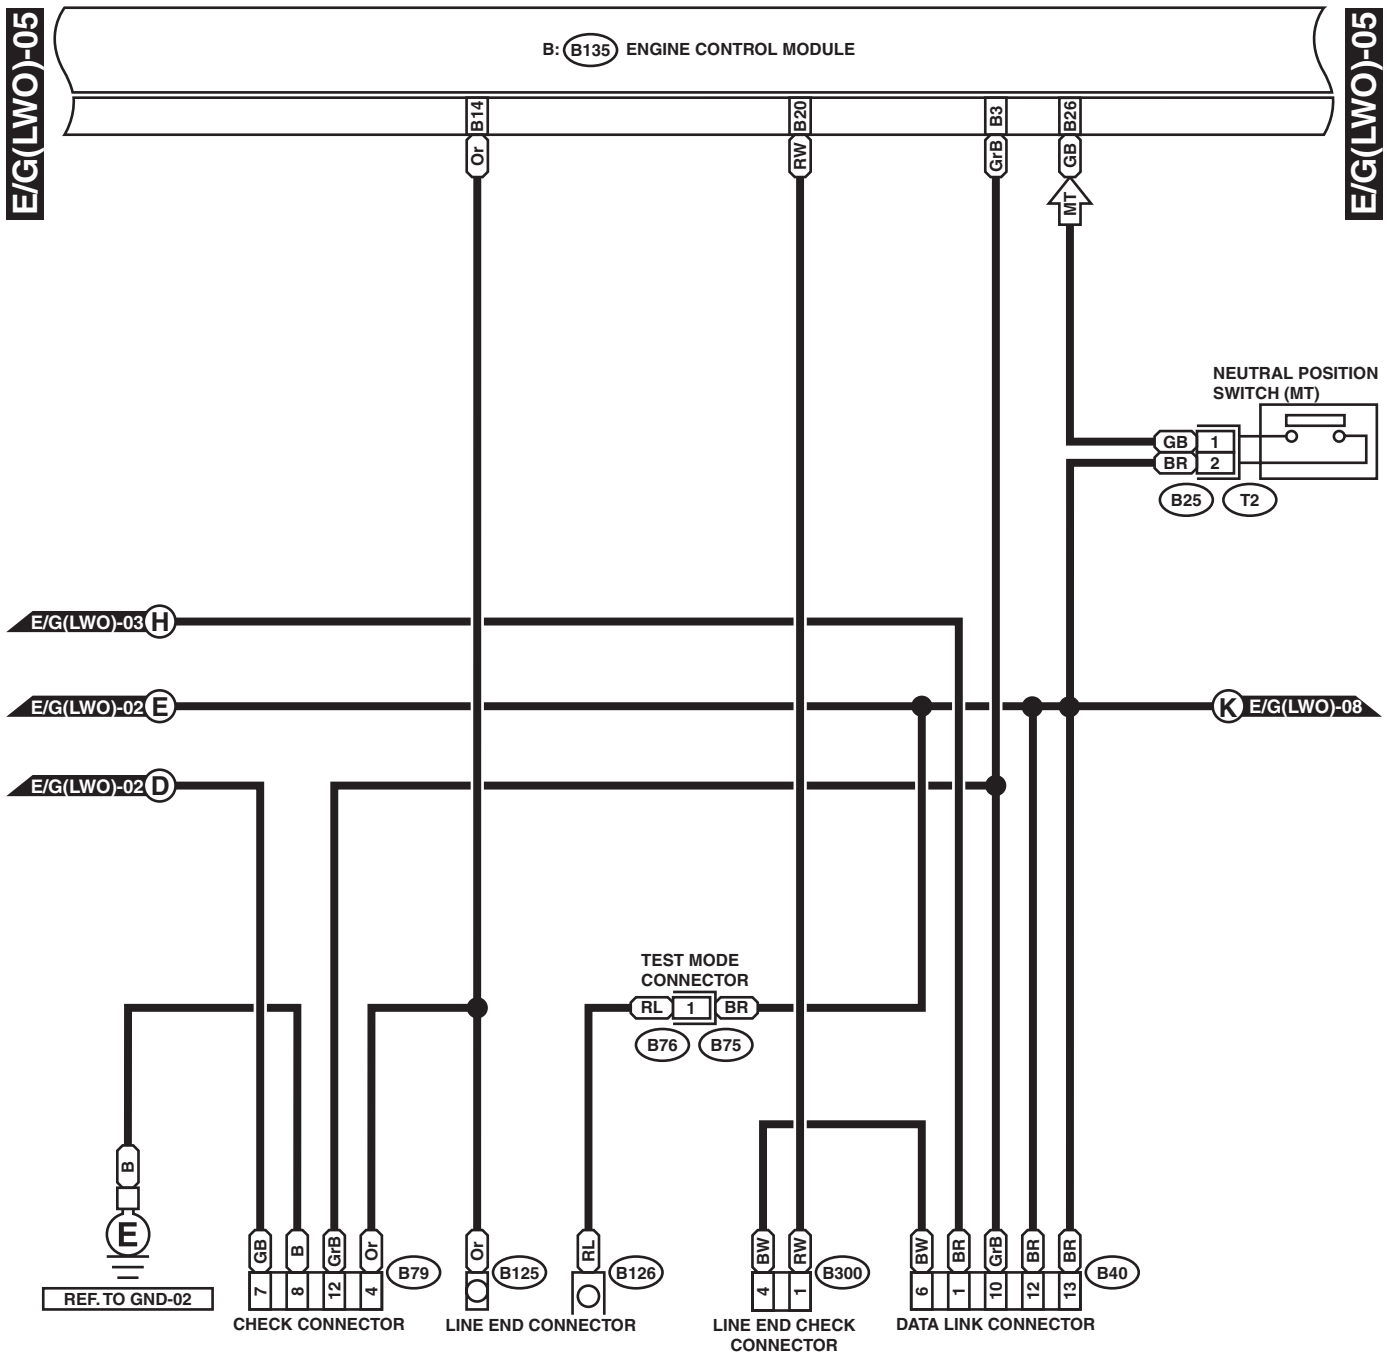 E/G(LWO)-05
B: B135 ENGINE CONTROL MODULE
E/G(LWO)-05
B14
B20
B3
B26
Or
RW
GrB
GB
MT
NEUTRAL POSITION
SWITCH (MT)
GB 1
BR 2
B25 T2
E/G(LWO)-03 H
E/G(LWO)-02 E
K E/G(LWO)-08
E/G(LWO)-02 D
TEST MODE
CONNECTOR
RL 1 BR
B76 B75
B
E
REF. TO GND-02
GB B GrB Or
7 8 12 4
B79
CHECK CONNECTOR
Or
B125
RL
B126
LINE END CONNECTOR
BW RW
4 1
B300
LINE END CHECK
CONNECTOR
BW BR GrB BR BR
6 1 10 12 13
B40
DATA LINK CONNECTOR